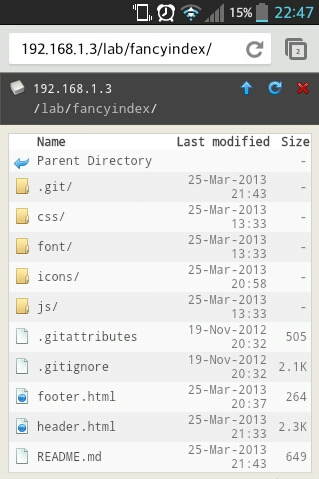 15% 22:47
192.168.1.3/lab/fancyindex/ 2
192.168.1.3
/lab/fancyindex/
Name Last modified Size
Parent Directory -
.git/ 25-Mar-2013 21:43 -
css/ 25-Mar-2013 13:33 -
font/ 25-Mar-2013 13:33 -
icons/ 25-Mar-2013 20:58 -
js/ 25-Mar-2013 13:33 -
.gitattributes 19-Nov-2012 20:32 505
.gitignore 19-Nov-2012 20:32 2.1K
footer.html 25-Mar-2013 20:37 264
header.html 25-Mar-2013 21:33 2.3K
README.md 25-Mar-2013 21:43 649